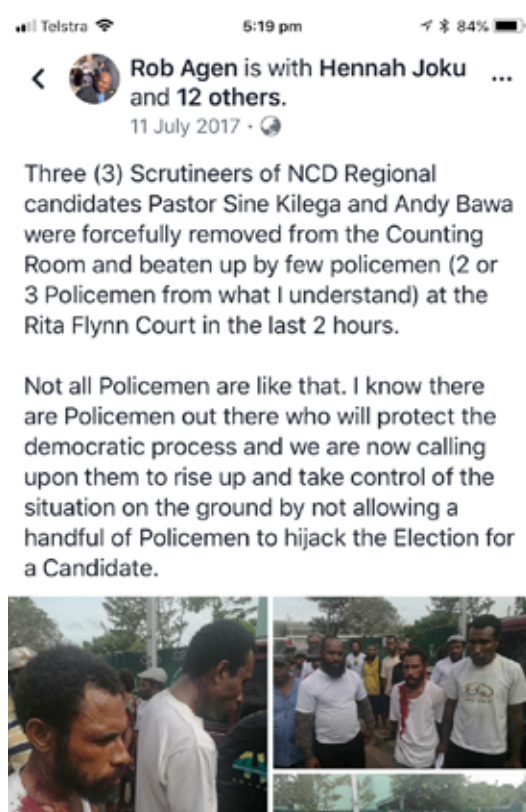 Telstra 5:19 pm 84%
Rob Agen is with Hennah Joku
and 12 others.
11 July 2017 ·
Three (3) Scrutineers of NCD Regional
candidates Pastor Sine Kilega and Andy Bawa
were forcefully removed from the Counting
Room and beaten up by few policemen (2 or
3 Policemen from what I understand) at the
Rita Flynn Court in the last 2 hours.
Not all Policemen are like that. I know there
are Policemen out there who will protect the
democratic process and we are now calling
upon them to rise up and take control of the
situation on the ground by not allowing a
handful of Policemen to hijack the Election for
a Candidate.